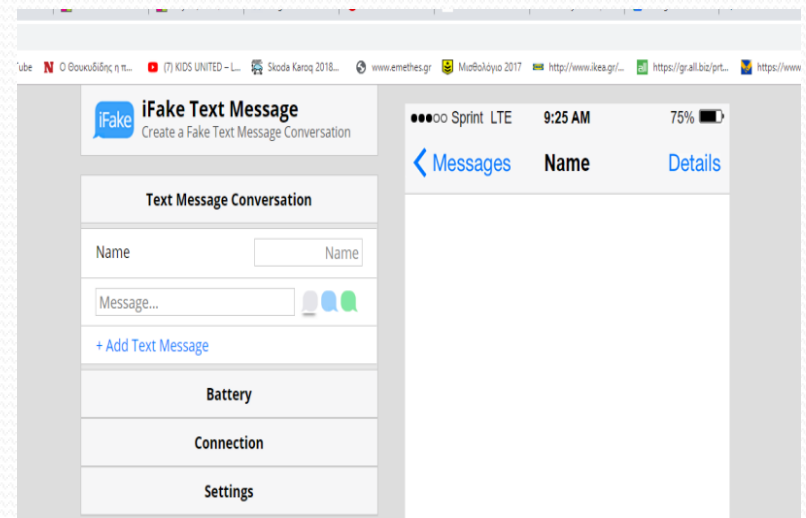 ube Ο Θουκυδίδης η π... (7) KIDS UNITED – L... Skoda Karoq 2018... www.emethes.gr Μισθολόγιο 2017 http://www.ikea.gr/... https://gr.all.biz/prt... https://www
iFake
iFake Text Message
Create a Fake Text Message Conversation
Text Message Conversation
Name
Name
Message...
+ Add Text Message
Battery
Connection
Settings
Sprint LTE 9:25 AM 75%
Messages Name Details